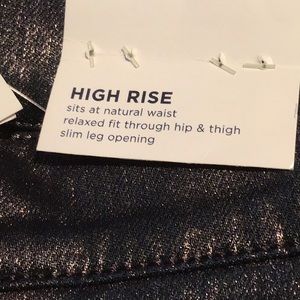 HIGH RISE
sits at natural waist
relaxed fit through hip & thigh
slim leg opening